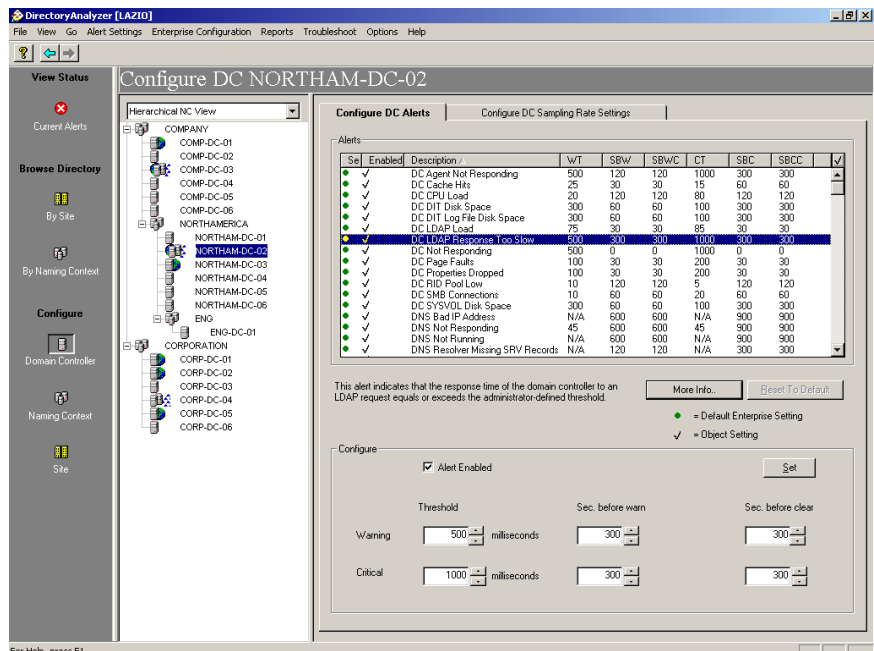 DirectoryAnalyzer [LAZIO]
File View Go Alert Settings Enterprise Configuration Reports Troubleshoot Options Help
View Status
Current Alerts
Browse Directory
By Site
By Naming Context
Configure
Domain Controller
Naming Context
Site
Configure DC NORTHAM-DC-02
Hierarchical NC View
COMPANY
COMP-DC-01
COMP-DC-02
COMP-DC-03
COMP-DC-04
COMP-DC-05
COMP-DC-06
NORTHAMERICA
NORTHAM-DC-01
NORTHAM-DC-02
NORTHAM-DC-03
NORTHAM-DC-04
NORTHAM-DC-05
NORTHAM-DC-06
ENG
ENG-DC-01
CORPORATION
CORP-DC-01
CORP-DC-02
CORP-DC-03
CORP-DC-04
CORP-DC-05
CORP-DC-06
Configure DC Alerts Configure DC Sampling Rate Settings
Alerts
Se Enabled Description WT SBW SBWC CT SBC SBCC
DC Agent Not Responding 500 120 120 1000 300 300
DC Cache Hits 25 30 30 15 60 60
DC CPU Load 20 120 120 80 120 120
DC DIT Disk Space 300 60 60 100 300 300
DC DIT Log File Disk Space 300 60 60 100 300 300
DC LDAP Load 75 30 30 85 30 30
DC LDAP Response Too Slow 500 300 300 1000 300 300
DC Not Responding 500 0 0 1000 0 0
DC Page Faults 100 30 30 200 30 30
DC Properties Dropped 100 30 30 200 30 30
DC RID Pool Low 10 120 120 5 120 120
DC SMB Connections 10 60 60 20 60 60
DC SYSVOL Disk Space 300 60 60 100 300 300
DNS Bad IP Address N/A 600 600 N/A 900 900
DNS Not Responding 45 600 600 45 900 900
DNS Not Running N/A 600 600 N/A 900 900
DNS Resolver Missing SRV Records N/A 120 120 N/A 300 300
This alert indicates that the response time of the domain controller to an
LDAP request equals or exceeds the administrator-defined threshold.
More Info.. Reset To Default
= Default Enterprise Setting
= Object Setting
Configure
Alert Enabled Set
Threshold Sec. before warn Sec. before clear
Warning 500 milliseconds 300 300
Critical 1000 milliseconds 300 300
For Help, press F1